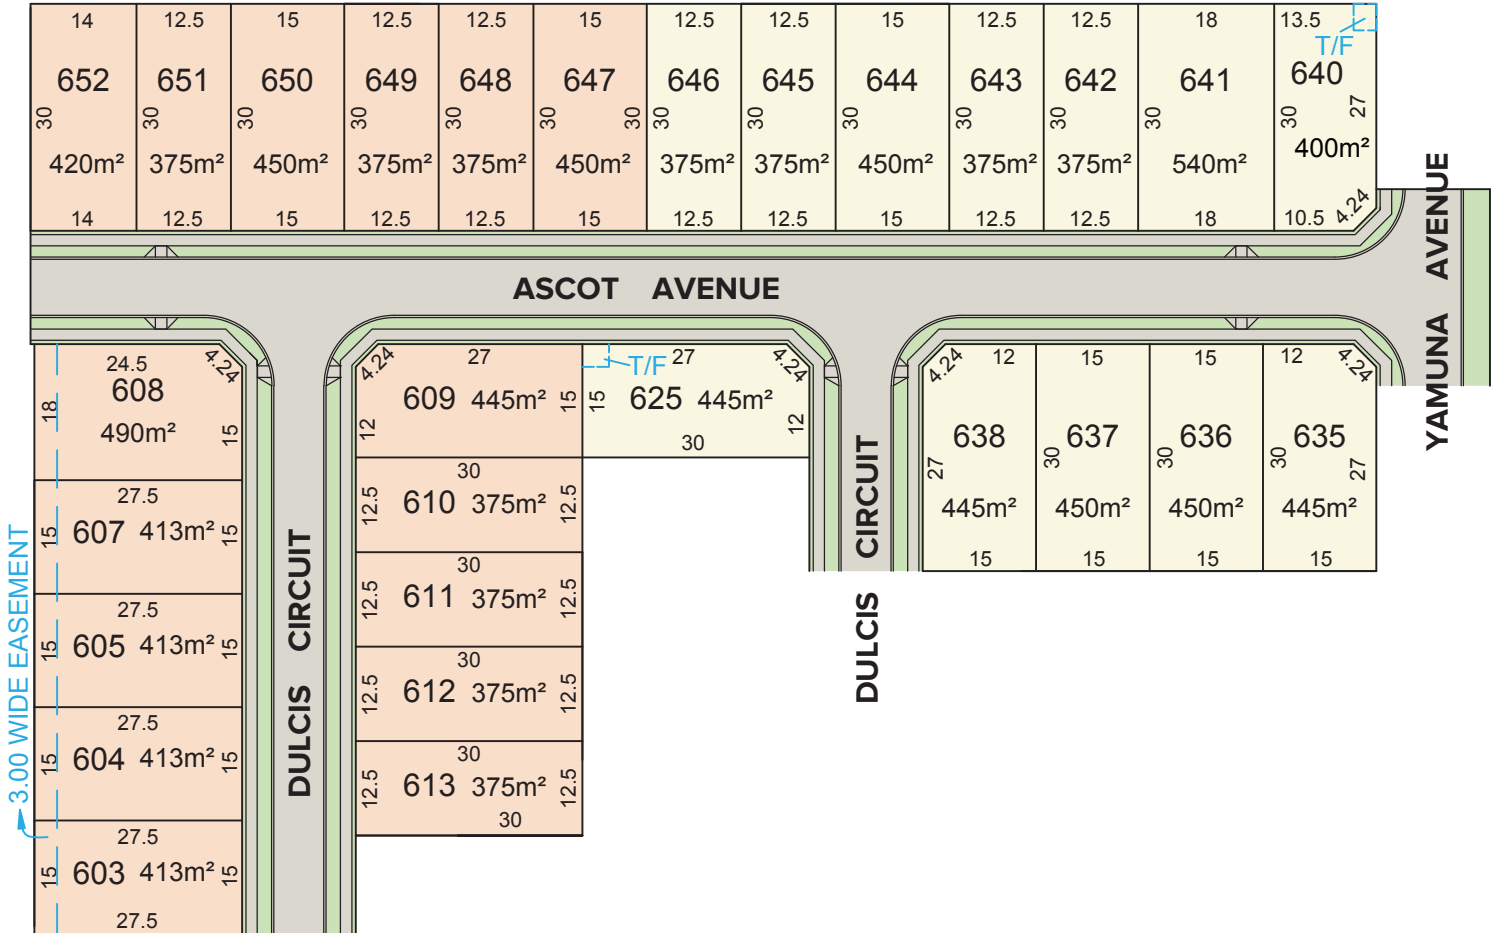 14 12.5 15 12.5 12.5 15 12.5 12.5 15 12.5 12.5 18 13.5
T/F
652 651 650 649 648 647 646 645 644 643 642 641 640
30 30 30 30 30 30 30 30 30 30 30 30 30 30 27
420m² 375m² 450m² 375m² 375m² 450m² 375m² 375m² 450m² 375m² 375m² 540m² 400m²
14 12.5 15 12.5 12.5 15 12.5 12.5 15 12.5 12.5 18 10.5 4.24
ASCOT AVENUE
YAMUNA AVENUE
24.5 4.24
608
18 490m² 15
27.5
15 607 413m² 15
27.5
15 605 413m² 15
27.5
15 604 413m² 15
27.5
15 603 413m² 15
27.5
3.00 WIDE EASEMENT
DULCIS CIRCUIT
4.24 27
609 445m² 15
12
30
12.5 610 375m² 12.5
30
12.5 611 375m² 12.5
30
12.5 612 375m² 12.5
30
12.5 613 375m² 12.5
30
T/F 27 4.24
15 625 445m² 12
30
DULCIS CIRCUIT
4.24 12 15 15 12 4.24
638 637 636 635
27 30 30 30 27
445m² 450m² 450m² 445m²
15 15 15 15